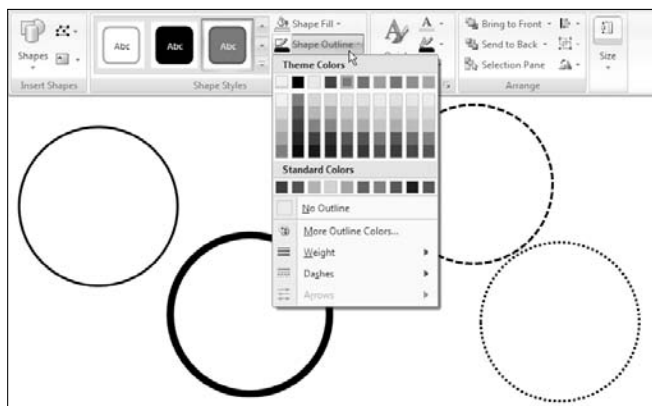 Abc Abc Abc
Shapes
Insert Shapes
Shape Styles
Shape Fill
Shape Outline
Theme Colors
Standard Colors
No Outline
More Outline Colors...
Weight
Dashes
Arrows
A A
Bring to Front
Send to Back
Selection Pane
Arrange
Size